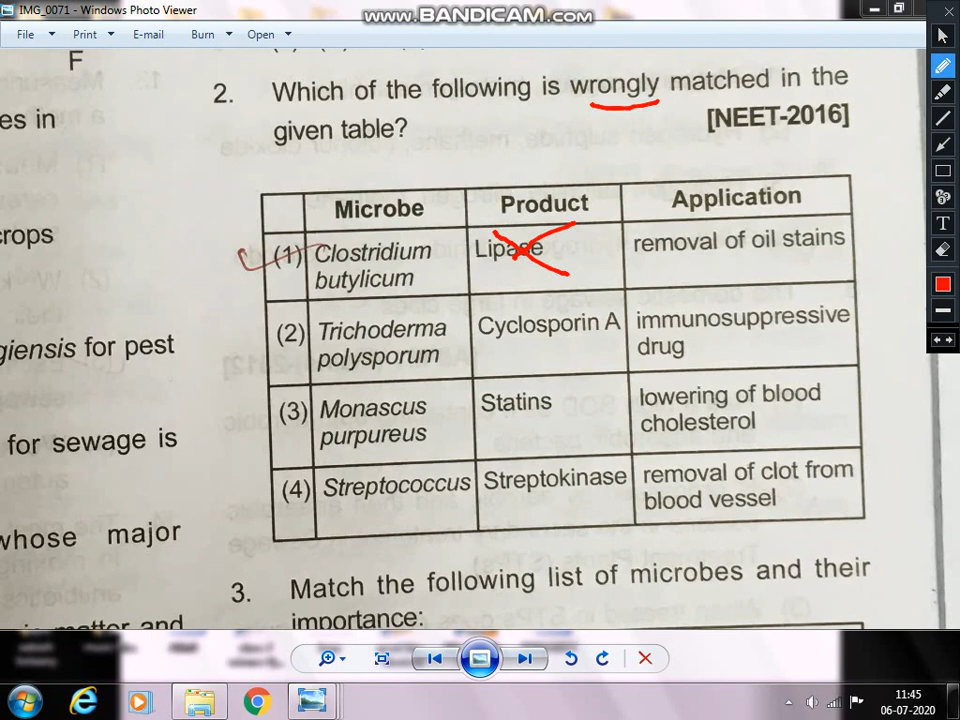 IMG_0071 - Windows Photo Viewer
www.BANDICAM.com
File Print E-mail Burn Open
F
es in
crops
giensis for pest
for sewage is
whose major
is matter and
2. Which of the following is wrongly matched in the
given table? [NEET-2016]
Microbe Product Application
(1) Clostridium Lipase removal of oil stains
butylicum
(2) Trichoderma Cyclosporin A immunosuppressive
polysporum drug
(3) Monascus Statins lowering of blood
purpureus cholesterol
(4) Streptococcus Streptokinase removal of clot from
blood vessel
3. Match the following list of microbes and their
importance:
T
11:45
06-07-2020